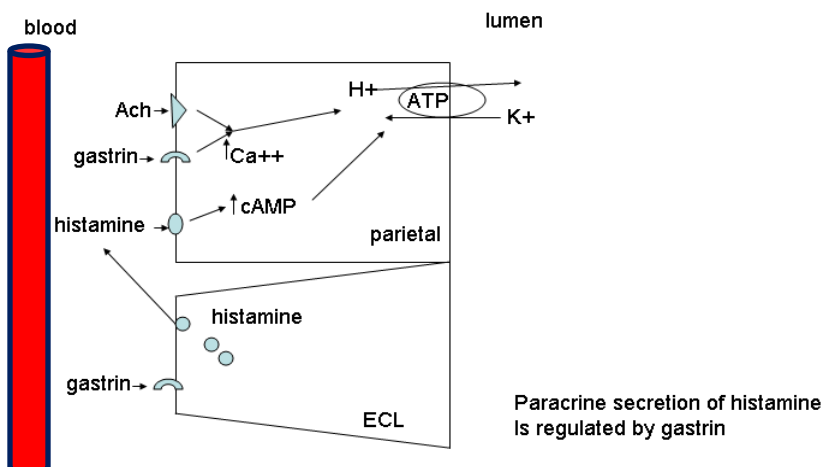 blood
lumen
H+
ATP
Ach
K+
gastrin
Ca++
cAMP
histamine
parietal
histamine
gastrin
ECL
Paracrine secretion of histamine
Is regulated by gastrin